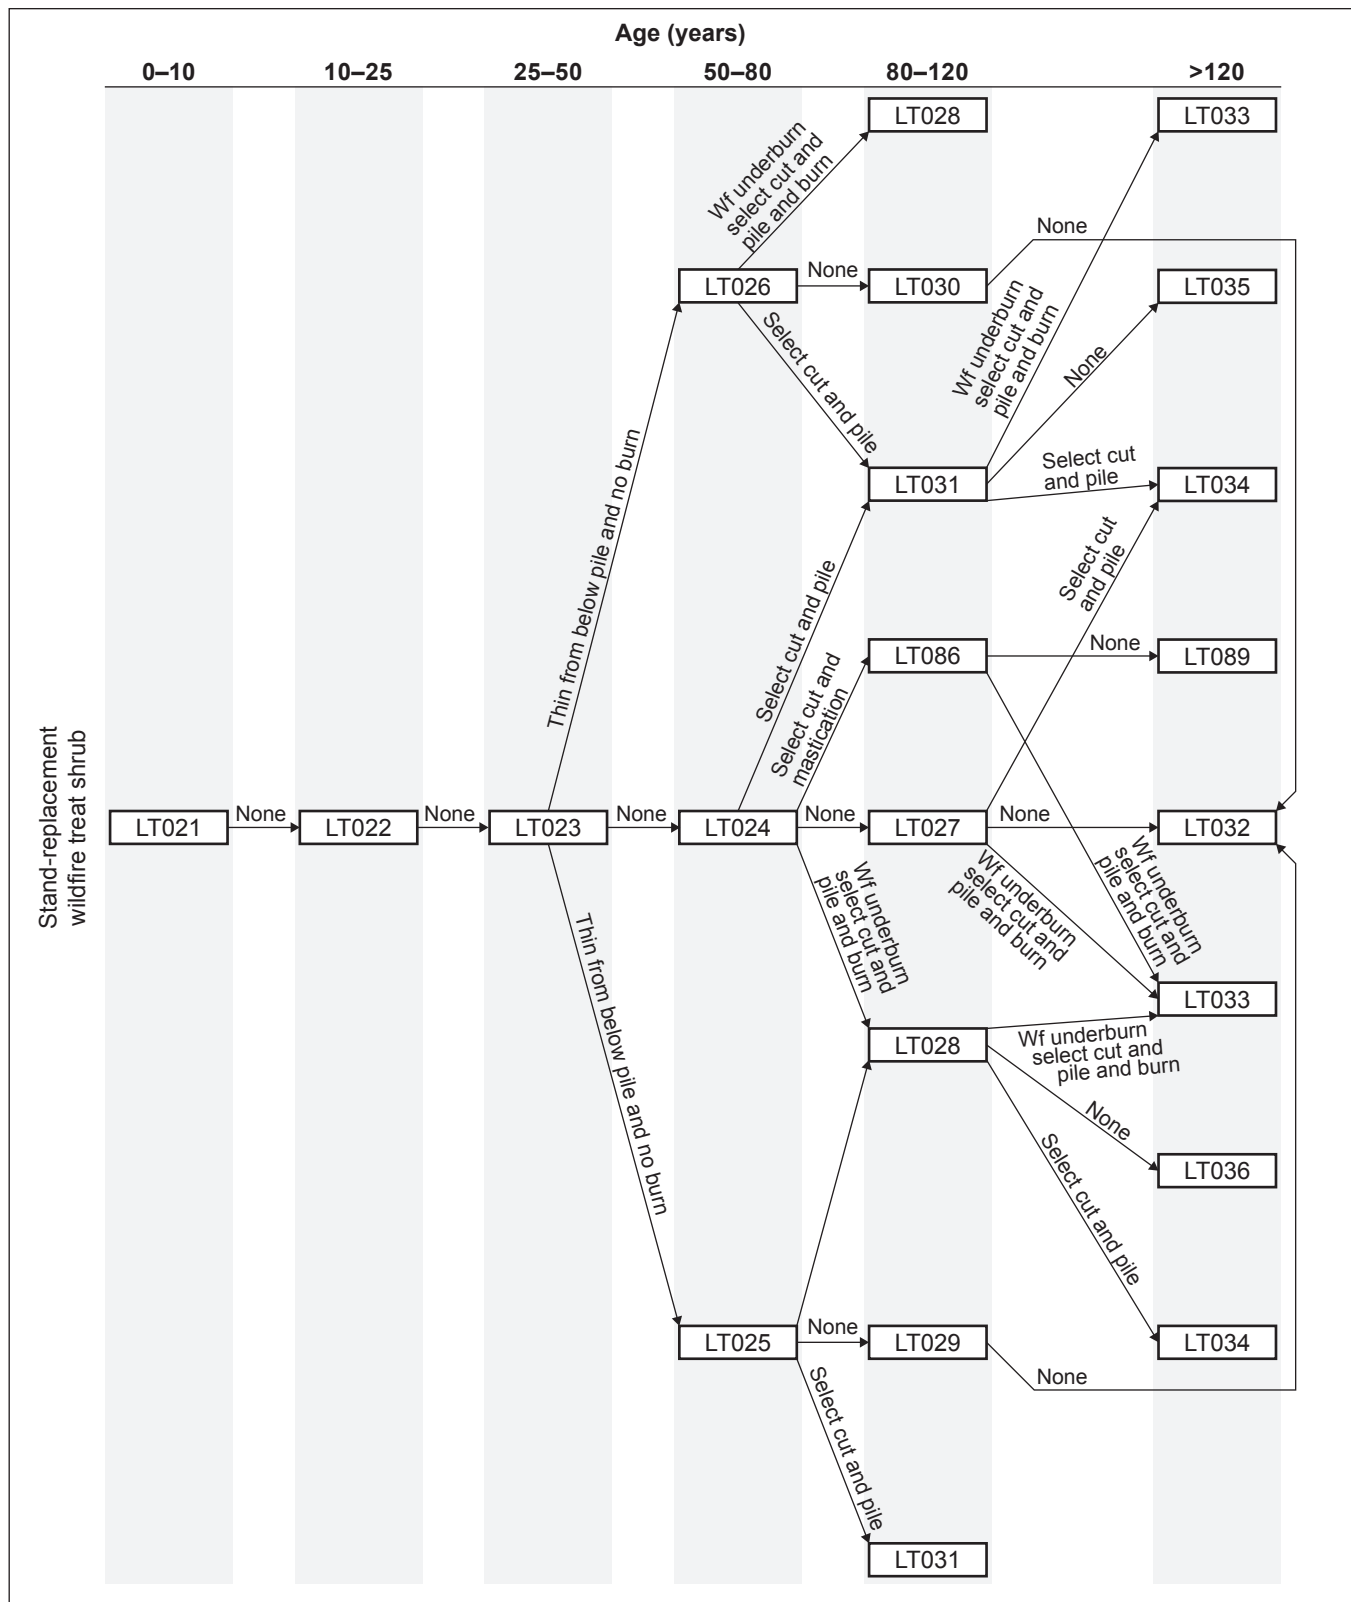 Age (years)
0–10
10–25
25–50
50–80
80–120
>120
Stand-replacement
wildfire treat shrub
LT021
None
LT022
None
LT023
Thin from below pile and no burn
None
Thin from below pile and no burn
LT026
Wf underburn
select cut and
pile and burn
None
Select cut and pile
LT024
Select cut and pile
Select cut and
mastication
None
Wf underburn
select cut and
pile and burn
LT025
None
Select cut and pile
LT028
LT030
None
LT031
Wf underburn
select cut and
pile and burn
None
Select cut
and pile
LT086
None
Wf underburn
select cut and
pile and burn
LT027
Select cut
and pile
None
Wf underburn
select cut and
pile and burn
LT028
Wf underburn
select cut and
pile and burn
None
Select cut and pile
LT029
None
LT031
LT033
LT035
LT034
LT089
LT032
LT033
LT036
LT034